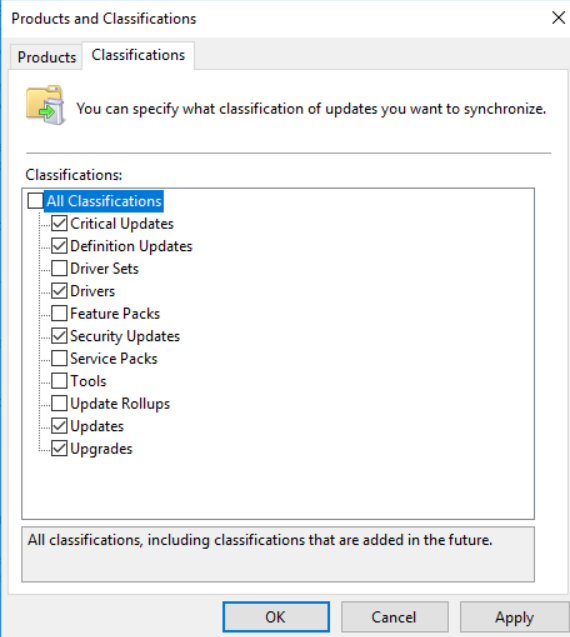 Products and Classifications
Products
Classifications
You can specify what classification of updates you want to synchronize.
Classifications:
All Classifications
Critical Updates
Definition Updates
Driver Sets
Drivers
Feature Packs
Security Updates
Service Packs
Tools
Update Rollups
Updates
Upgrades
All classifications, including classifications that are added in the future.
OK
Cancel
Apply